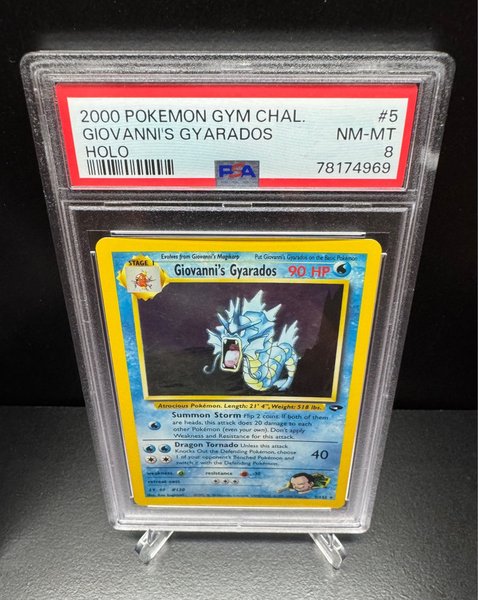 2000 POKEMON GYM CHAL. #5
GIOVANNI'S GYARADOS NM-MT
HOLO 8
PSA 78174969
STAGE 1 Evolves from Giovanni's Magikarp Put Giovanni's Gyarados on the Basic Pokémon
Giovanni's Gyarados 90 HP
Atrocious Pokémon. Length: 21' 4", Weight: 518 lbs.
Summon Storm Flip 2 coins. If both of them
are heads, this attack does 20 damage to each
other Pokémon (even your own). Don't apply
Weakness and Resistance for this attack.
Dragon Tornado Unless this attack
Knocks Out the Defending Pokémon, choose
1 of your opponent's Benched Pokémon and
switch it with the Defending Pokémon.
40
weakness resistance -30
retreat cost